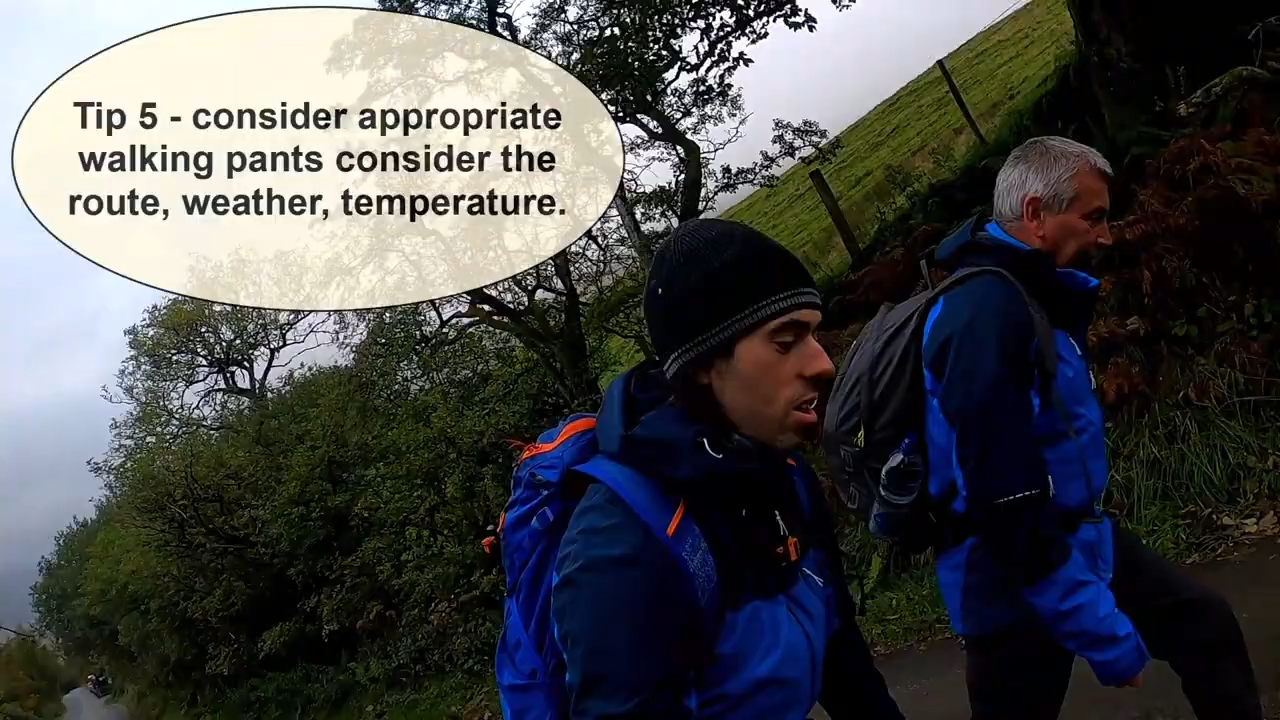 Tip 5 - consider appropriate
walking pants consider the
route, weather, temperature.